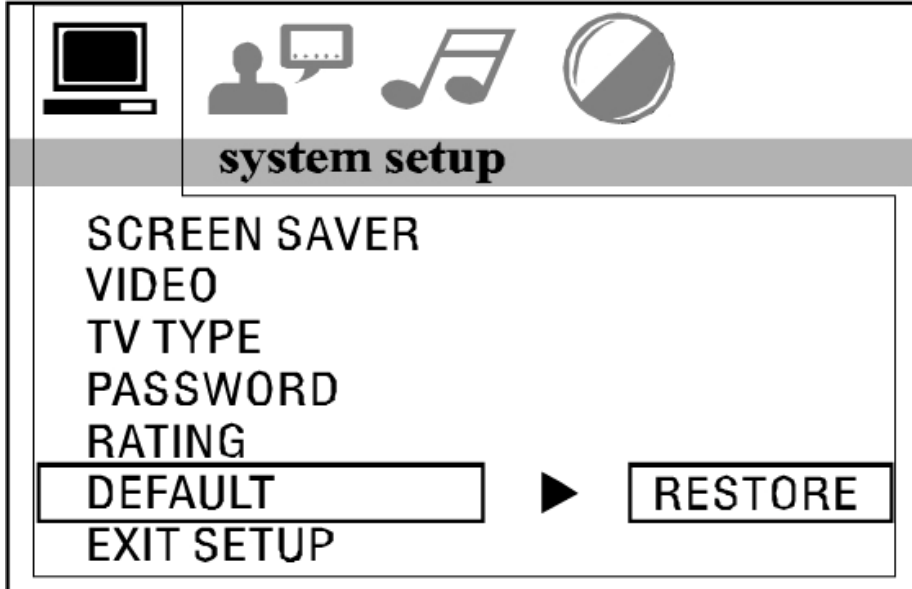 system setup
SCREEN SAVER
VIDEO
TV TYPE
PASSWORD
RATING
DEFAULT RESTORE
EXIT SETUP